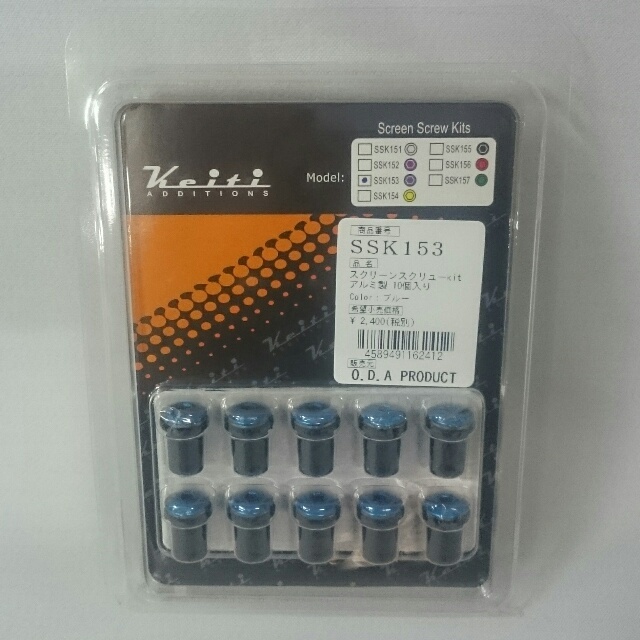 Keiti
ADDITIONS
Screen Screw Kits
Model:
SSK151
SSK152
SSK153
SSK154
SSK155
SSK156
SSK157
商品番号
SSK153
品名
スクリーンスクリューkit
アルミ製 10個入り
Color：ブルー
希望小売価格
¥ 2,400(税別)
4589491162412
販売元
O.D.A PRODUCT